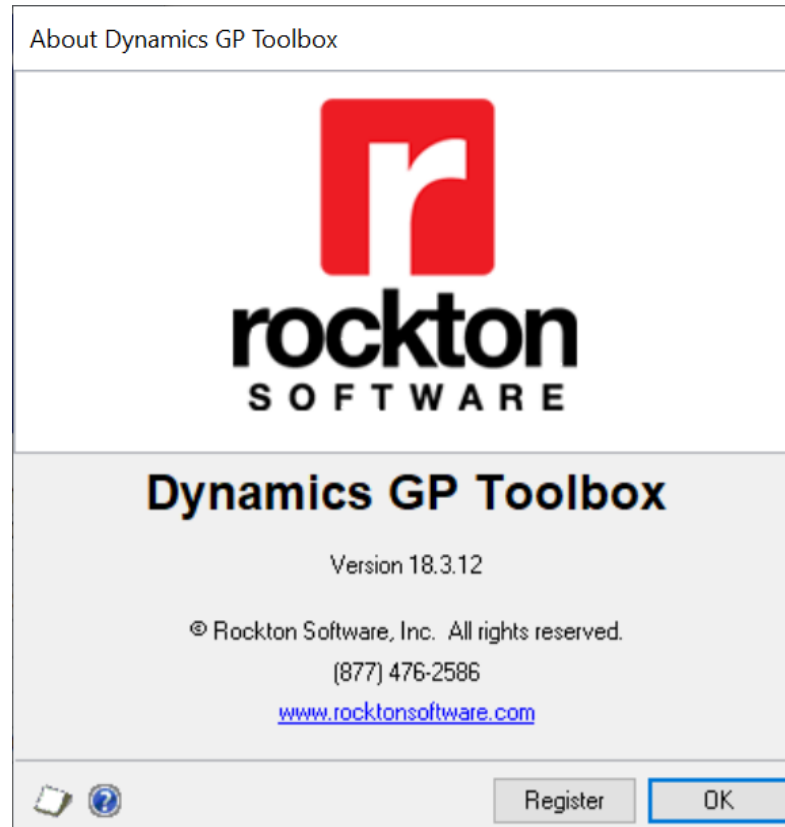 About Dynamics GP Toolbox
r
rockton
SOFTWARE
Dynamics GP Toolbox
Version 18.3.12
© Rockton Software, Inc.  All rights reserved.
(877) 476-2586
www.rocktonsoftware.com
? Register OK